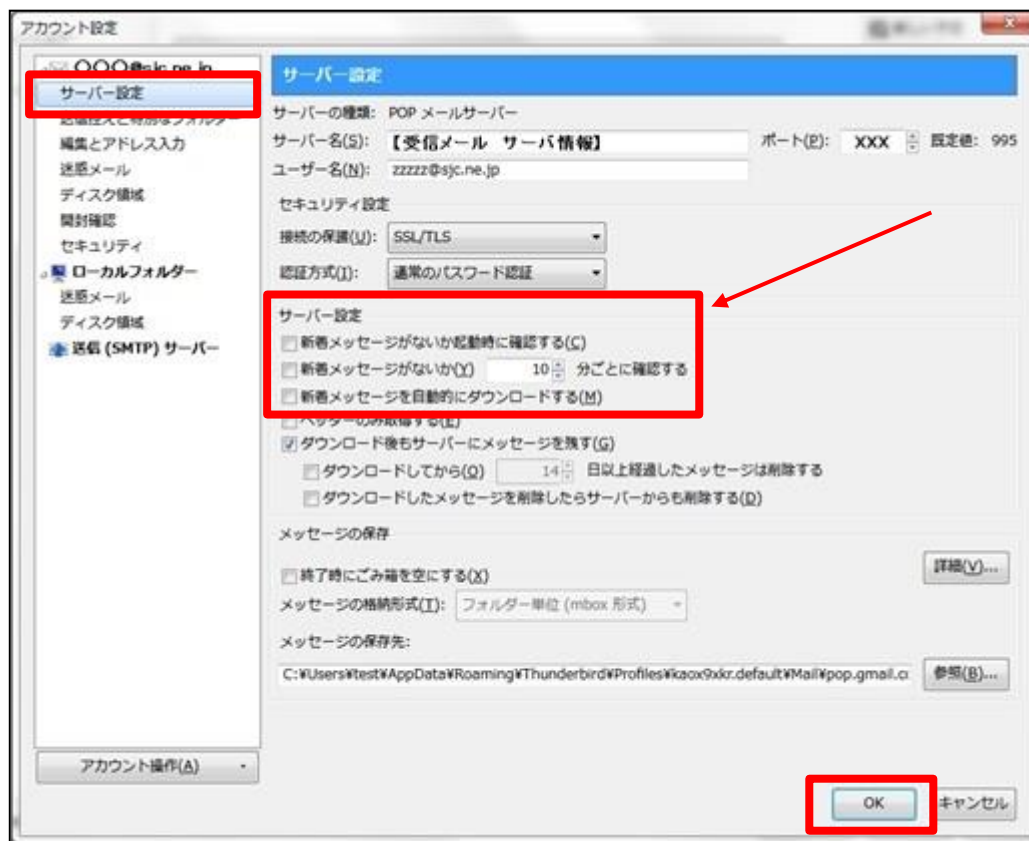 アカウント設定
〇〇〇@sjc.ne.jp
サーバー設定
編集とアドレス入力
迷惑メール
ディスク領域
開封確認
セキュリティ
ローカルフォルダー
迷惑メール
ディスク領域
送信 (SMTP) サーバー
アカウント操作(A)
サーバー設定
サーバーの種類: POP メールサーバー
サーバー名(S): 【受信メール サーバ情報】 ポート(P): XXX 既定値: 995
ユーザー名(N): zzzzz@sjc.ne.jp
セキュリティ設定
接続の保護(U): SSL/TLS
認証方式(I): 通常のパスワード認証
サーバー設定
新着メッセージがないか起動時に確認する(C)
新着メッセージがないか(Y) 10 分ごとに確認する
新着メッセージを自動的にダウンロードする(M)
ヘッダーのみ取得する(E)
ダウンロード後もサーバーにメッセージを残す(G)
ダウンロードしてから(O) 14 日以上経過したメッセージは削除する
ダウンロードしたメッセージを削除したらサーバーからも削除する(D)
メッセージの保存
詳細(V)...
終了時にごみ箱を空にする(X)
メッセージの格納形式(T): フォルダー単位 (mbox 形式)
メッセージの保存先:
C:¥Users¥test¥AppData¥Roaming¥Thunderbird¥Profiles¥kaox9xkr.default¥Mail¥pop.gmail.co 参照(B)...
OK キャンセル